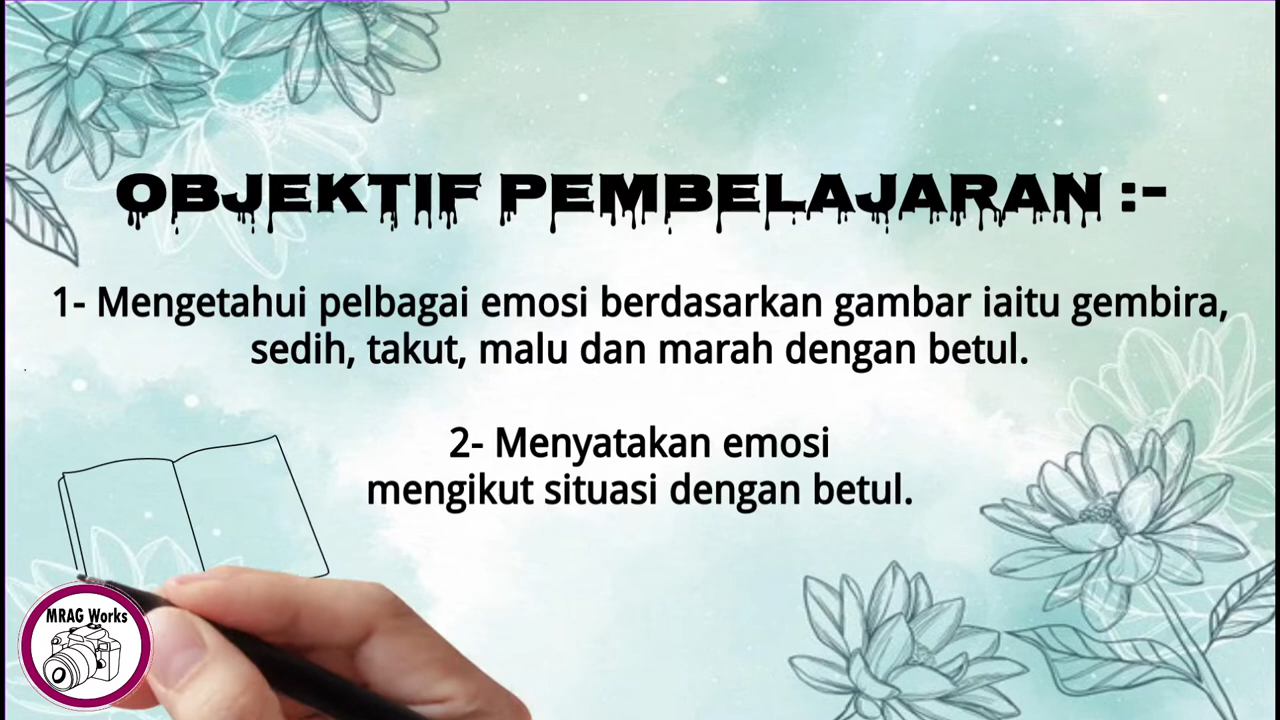 OBJEKTIF PEMBELAJARAN :-
1- Mengetahui pelbagai emosi berdasarkan gambar iaitu gembira,
sedih, takut, malu dan marah dengan betul.
2- Menyatakan emosi
mengikut situasi dengan betul.
MRAG Works